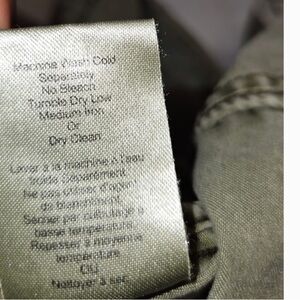 Machine Wash Cold
Separately
No Bleach
Tumble Dry Low
Medium Iron
Or
Dry Clean
Laver à la machine à l'eau
froide séparément.
Ne pas utiliser d'agent
de blanchiment.
Sécher par culbutage à
basse température.
Repasser à moyenne
température
OU
Nettoyer à sec.